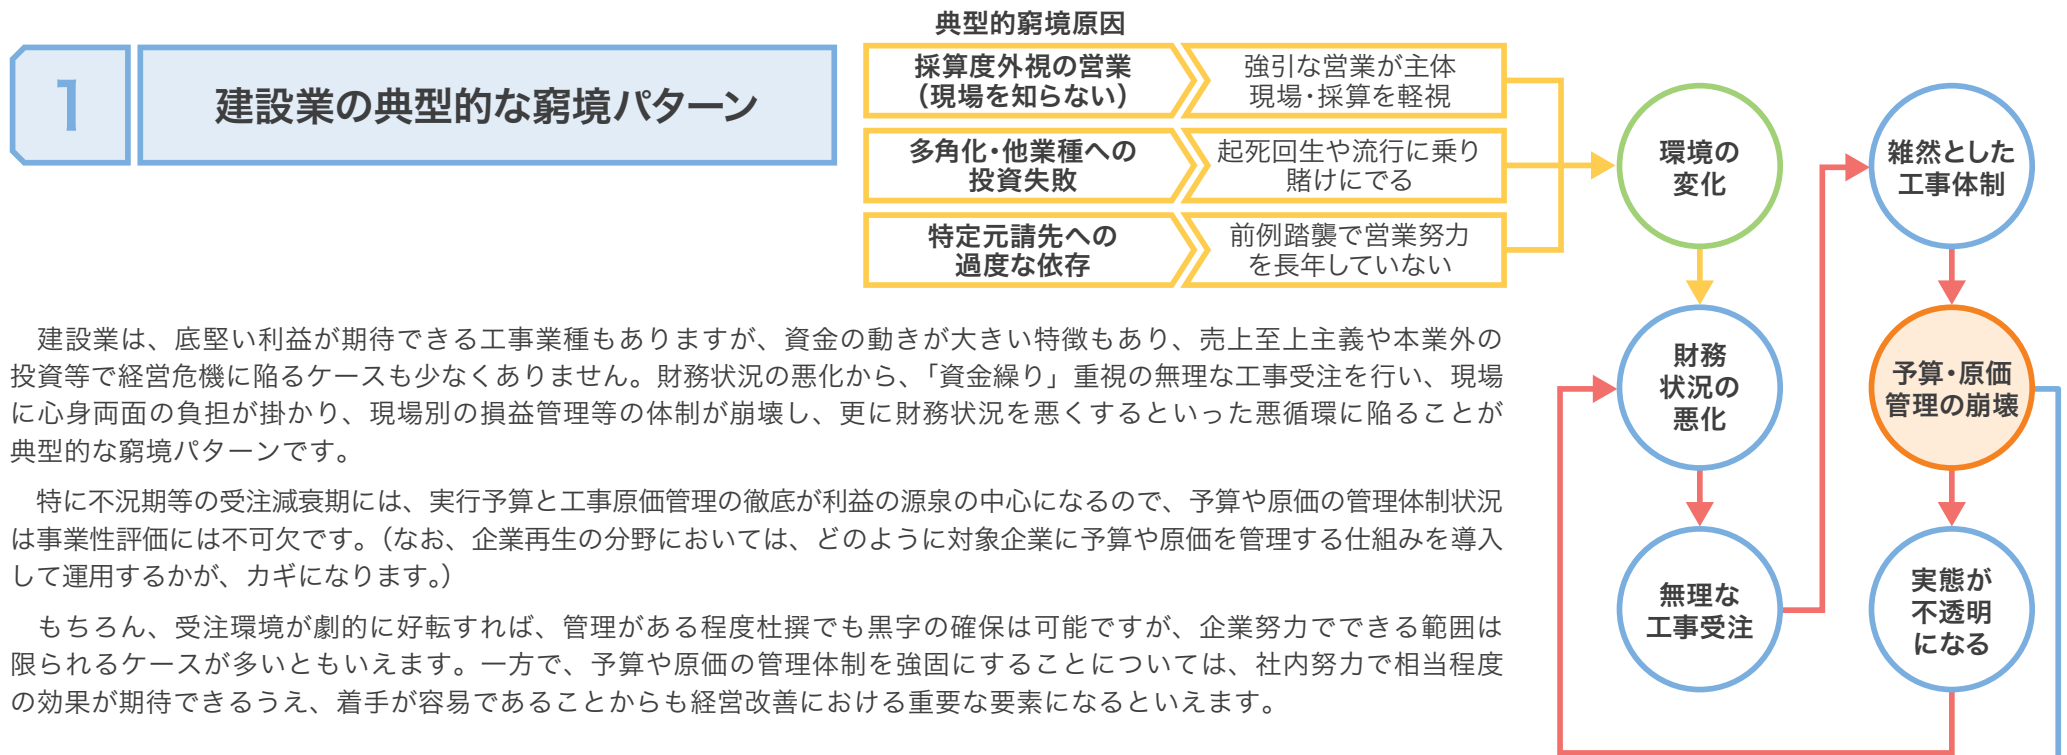 1
建設業の典型的な窮境パターン
典型的窮境原因
採算度外視の営業
（現場を知らない）
強引な営業が主体
現場・採算を軽視
多角化・他業種への
投資失敗
起死回生や流行に乗り
賭けにでる
特定元請先への
過度な依存
前例踏襲で営業努力
を長年していない
環境の
変化
財務
状況の
悪化
無理な
工事受注
雑然とした
工事体制
予算・原価
管理の崩壊
実態が
不透明
になる
建設業は、底堅い利益が期待できる工事業種もありますが、資金の動きが大きい特徴もあり、売上至上主義や本業外の
投資等で経営危機に陥るケースも少なくありません。財務状況の悪化から、「資金繰り」重視の無理な工事受注を行い、現場
に心身両面の負担が掛かり、現場別の損益管理等の体制が崩壊し、更に財務状況を悪くするといった悪循環に陥ることが
典型的な窮境パターンです。
特に不況期等の受注減衰期には、実行予算と工事原価管理の徹底が利益の源泉の中心になるので、予算や原価の管理体制状況
は事業性評価には不可欠です。（なお、企業再生の分野においては、どのように対象企業に予算や原価を管理する仕組みを導入
して運用するかが、カギになります。）
もちろん、受注環境が劇的に好転すれば、管理がある程度杜撰でも黒字の確保は可能ですが、企業努力でできる範囲は
限られるケースが多いともいえます。一方で、予算や原価の管理体制を強固にすることについては、社内努力で相当程度
の効果が期待できるうえ、着手が容易であることからも経営改善における重要な要素になるといえます。